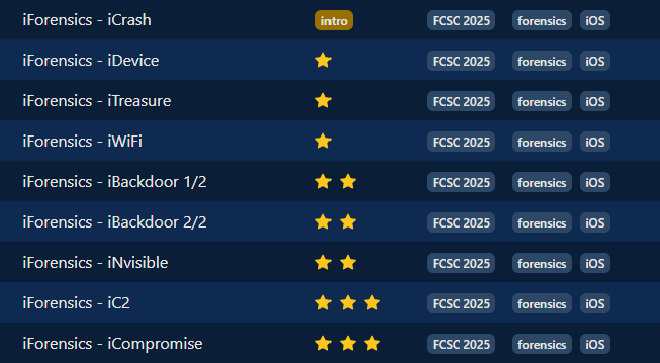 iForensics - iCrash intro FCSC 2025 forensics iOS
iForensics - iDevice FCSC 2025 forensics iOS
iForensics - iTreasure FCSC 2025 forensics iOS
iForensics - iWiFi FCSC 2025 forensics iOS
iForensics - iBackdoor 1/2 FCSC 2025 forensics iOS
iForensics - iBackdoor 2/2 FCSC 2025 forensics iOS
iForensics - iNvisible FCSC 2025 forensics iOS
iForensics - iC2 FCSC 2025 forensics iOS
iForensics - iCompromise FCSC 2025 forensics iOS